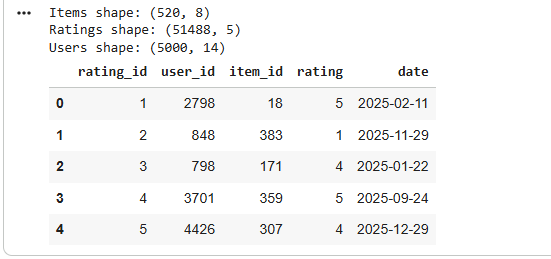 Items shape: (520, 8)
Ratings shape: (51488, 5)
Users shape: (5000, 14)
rating_id user_id item_id rating date
0 1 2798 18 5 2025-02-11
1 2 848 383 1 2025-11-29
2 3 798 171 4 2025-01-22
3 4 3701 359 5 2025-09-24
4 5 4426 307 4 2025-12-29